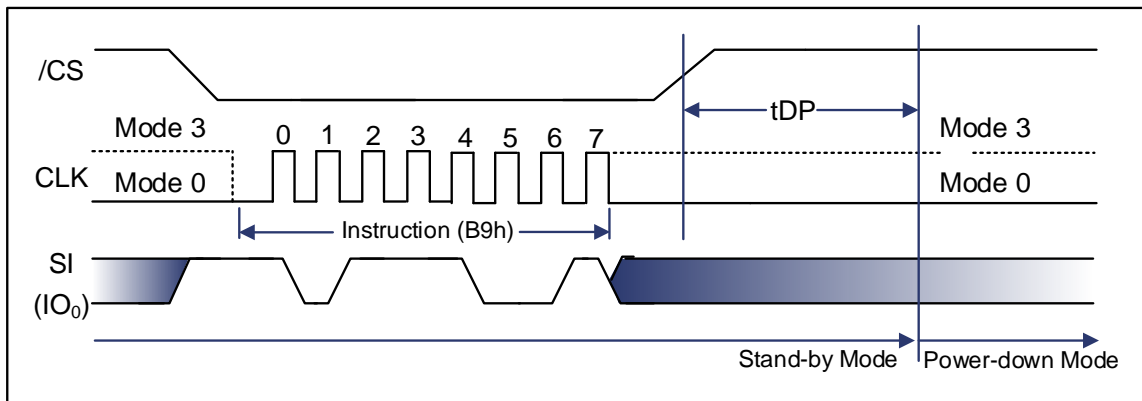 /CS
tDP
Mode 3 0 1 2 3 4 5 6 7 Mode 3
CLK Mode 0 Mode 0
Instruction (B9h)
SI
(IO₀)
Stand-by Mode Power-down Mode